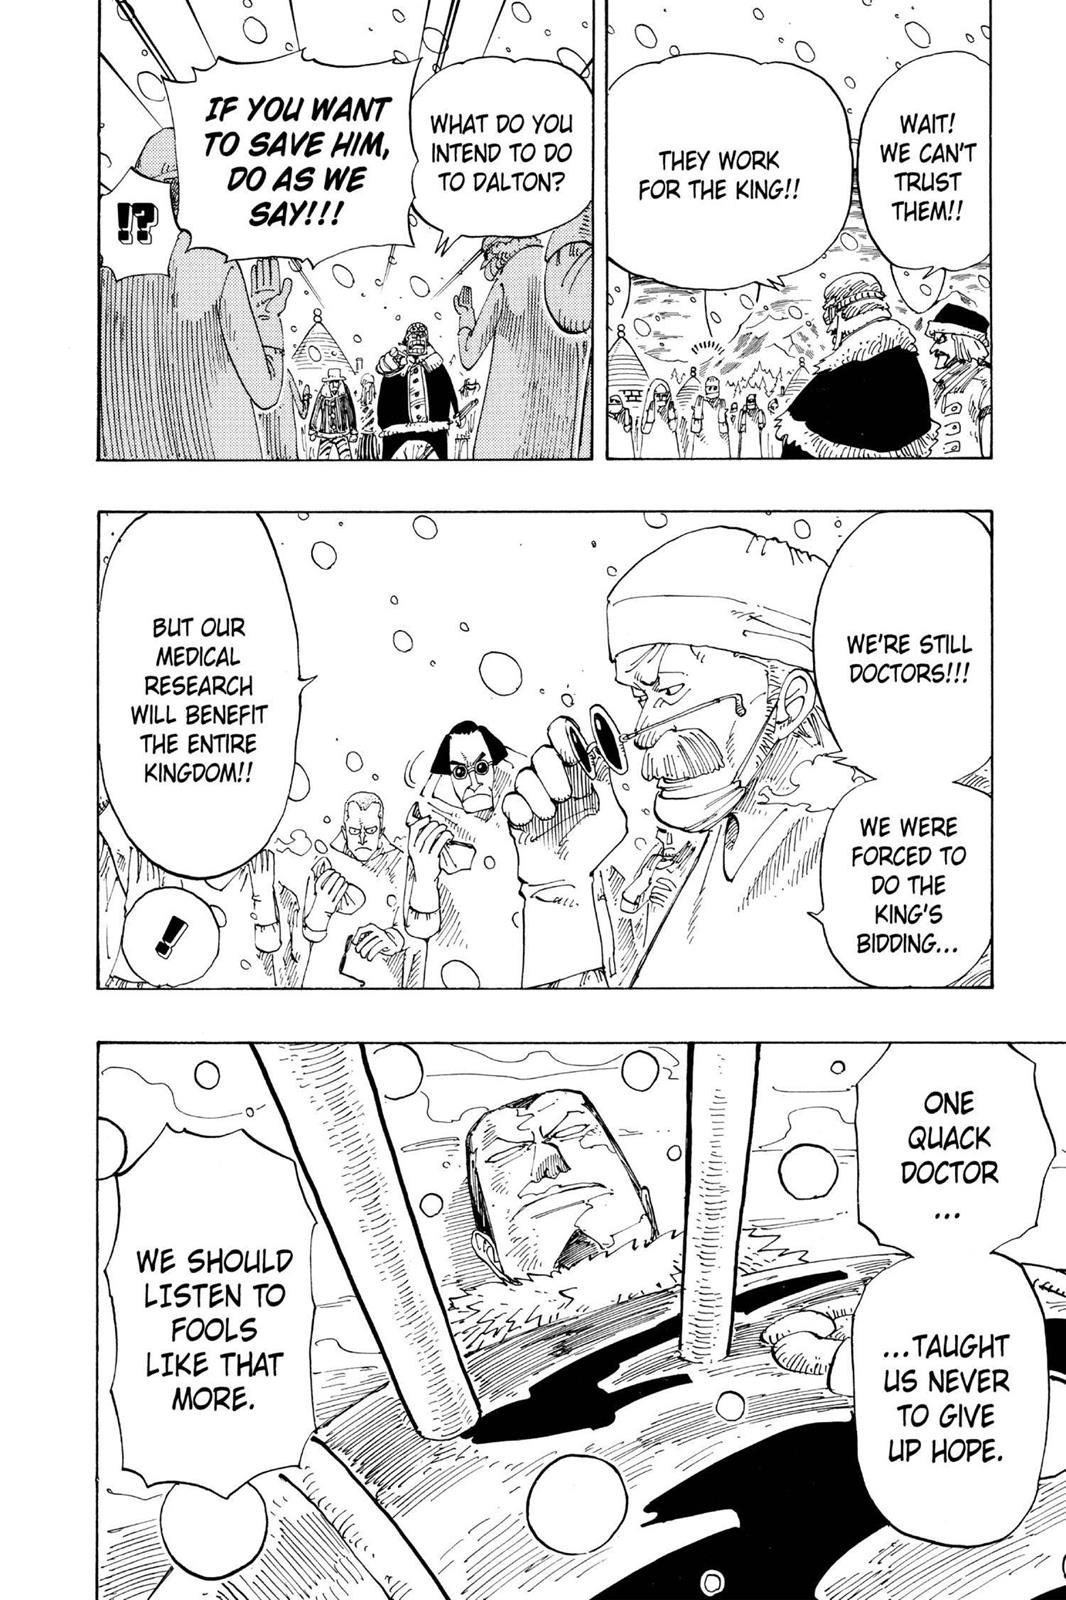 WAIT!
WE CAN'T
TRUST
THEM!!
THEY WORK
FOR THE KING!!
WHAT DO YOU
INTEND TO DO
TO DALTON?
IF YOU WANT
TO SAVE HIM,
DO AS WE
SAY!!!
!?
WE'RE STILL
DOCTORS!!!
WE WERE
FORCED TO
DO THE
KING'S
BIDDING...
BUT OUR
MEDICAL
RESEARCH
WILL BENEFIT
THE ENTIRE
KINGDOM!!
!
ONE
QUACK
DOCTOR
...
...TAUGHT
US NEVER
TO GIVE
UP HOPE.
WE SHOULD
LISTEN TO
FOOLS
LIKE THAT
MORE.